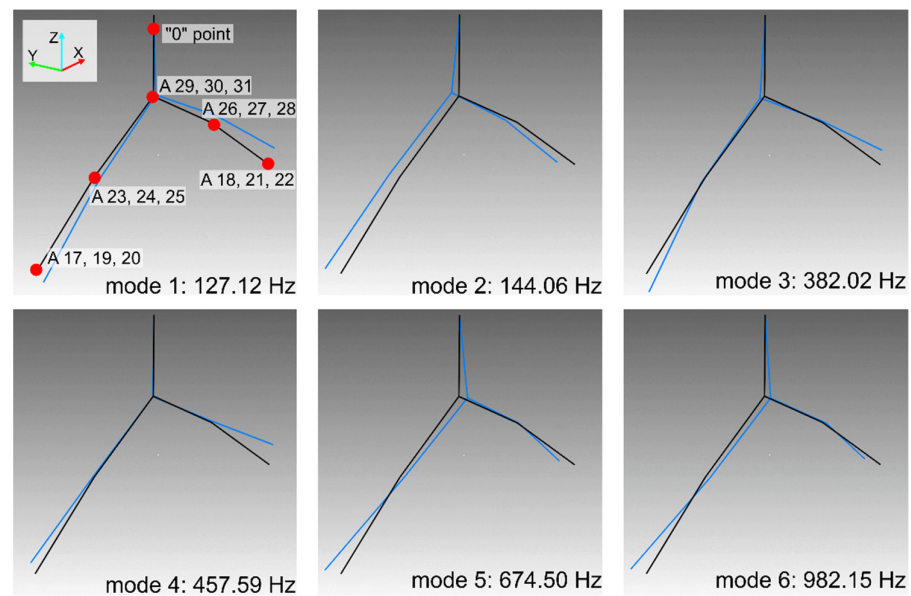 "0" point
Z
Y
X
A 29, 30, 31
A 26, 27, 28
A 18, 21, 22
A 23, 24, 25
A 17, 19, 20
mode 1: 127.12 Hz
mode 2: 144.06 Hz
mode 3: 382.02 Hz
mode 4: 457.59 Hz
mode 5: 674.50 Hz
mode 6: 982.15 Hz